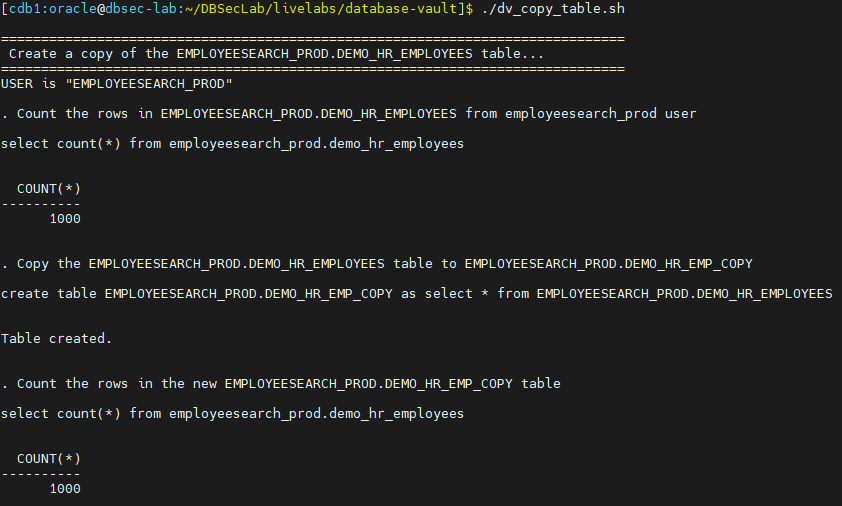 [cdb1:oracle@dbsec-lab:~/DBSecLab/livelabs/database-vault]$ ./dv_copy_table.sh
==============================================================================
 Create a copy of the EMPLOYEESEARCH_PROD.DEMO_HR_EMPLOYEES table...
==============================================================================
USER is "EMPLOYEESEARCH_PROD"
. Count the rows in EMPLOYEESEARCH_PROD.DEMO_HR_EMPLOYEES from employeesearch_prod user
select count(*) from employeesearch_prod.demo_hr_employees
  COUNT(*)
----------
      1000
. Copy the EMPLOYEESEARCH_PROD.DEMO_HR_EMPLOYEES table to EMPLOYEESEARCH_PROD.DEMO_HR_EMP_COPY
create table EMPLOYEESEARCH_PROD.DEMO_HR_EMP_COPY as select * from EMPLOYEESEARCH_PROD.DEMO_HR_EMPLOYEES
Table created.
. Count the rows in the new EMPLOYEESEARCH_PROD.DEMO_HR_EMP_COPY table
select count(*) from employeesearch_prod.demo_hr_employees
  COUNT(*)
----------
      1000